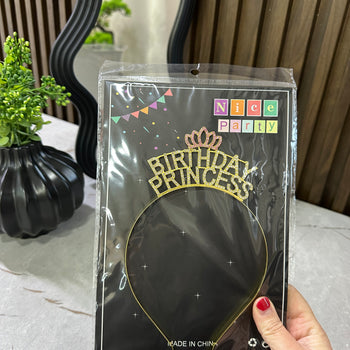 Nice
Party
BIRTHDAY
PRINCESS
MADE IN CHINA